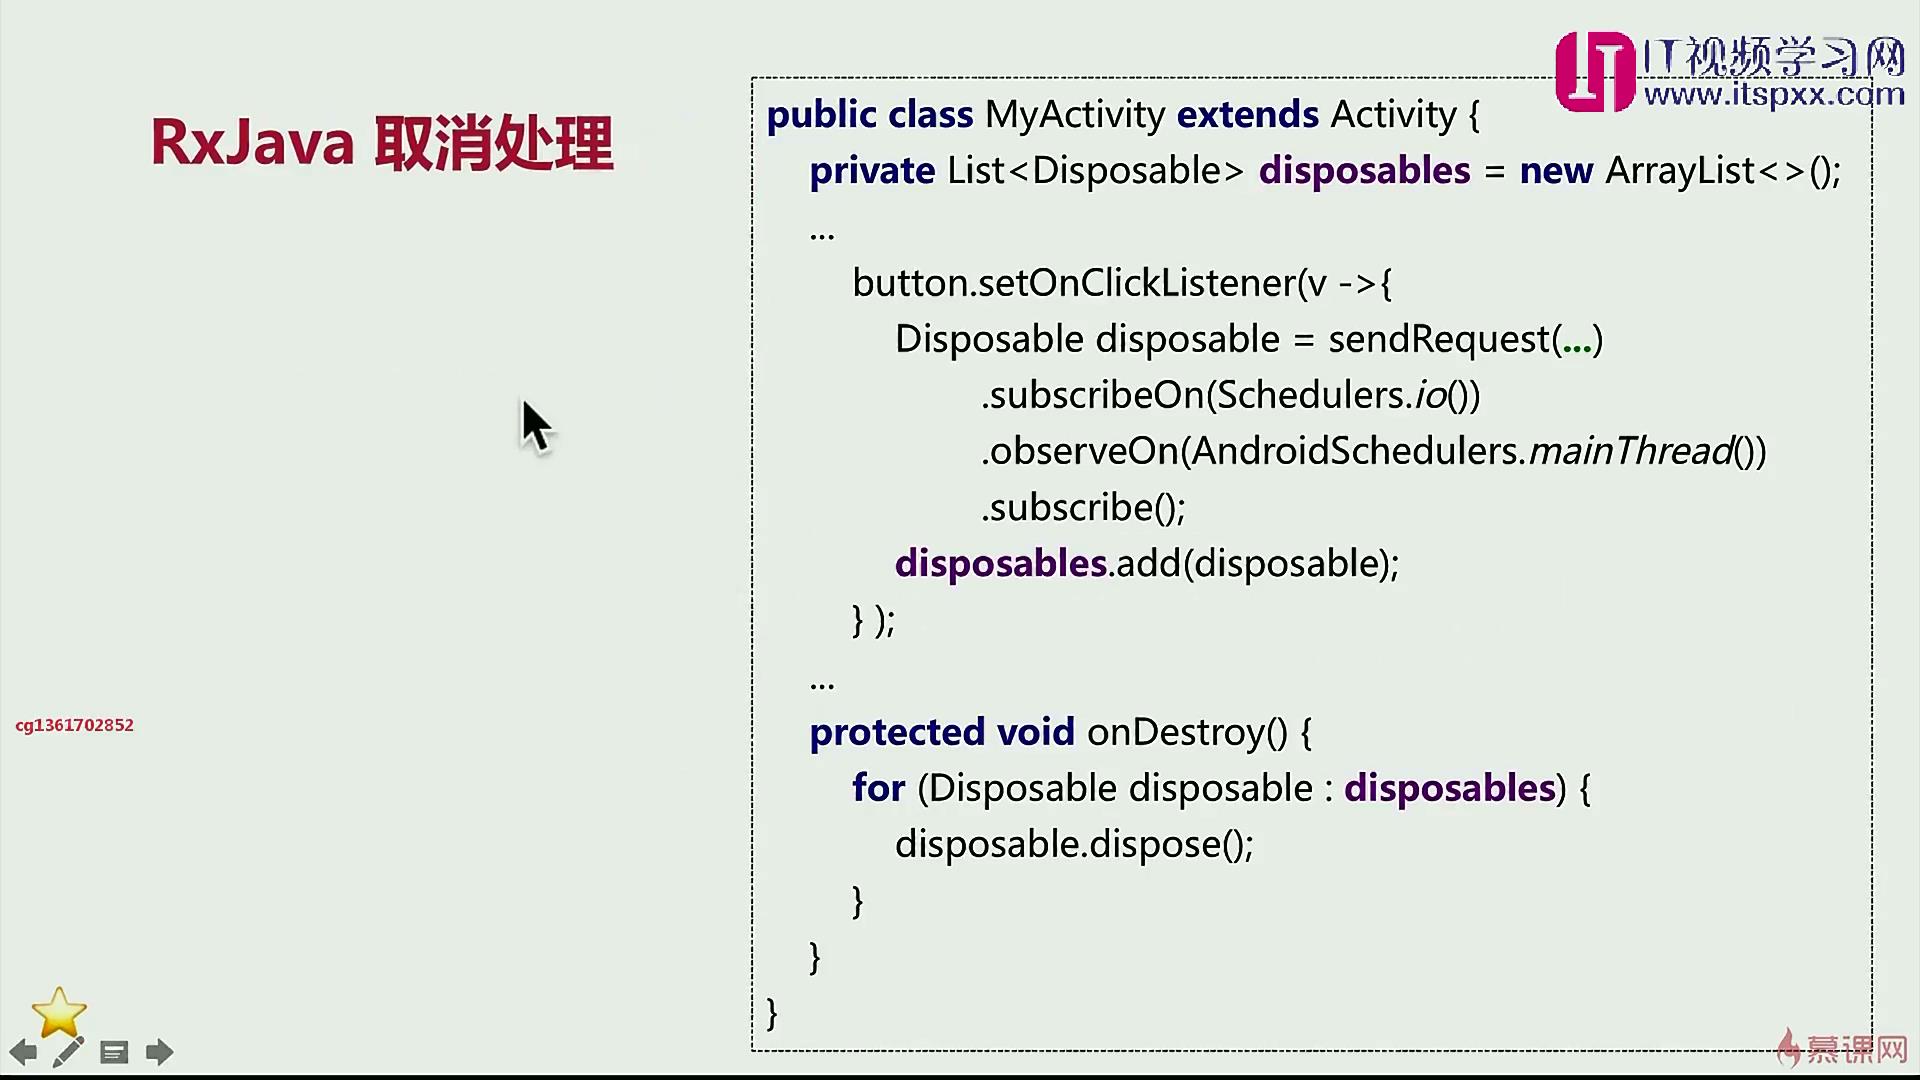 IT视频学习网
www.itspxx.com
RxJava 取消处理
public class MyActivity extends Activity {
private List<Disposable> disposables = new ArrayList<>();
...
button.setOnClickListener(v ->{
Disposable disposable = sendRequest(...)
.subscribeOn(Schedulers.io())
.observeOn(AndroidSchedulers.mainThread())
.subscribe();
disposables.add(disposable);
} );
...
protected void onDestroy() {
for (Disposable disposable : disposables) {
disposable.dispose();
}
}
}
cg1361702852
慕课网